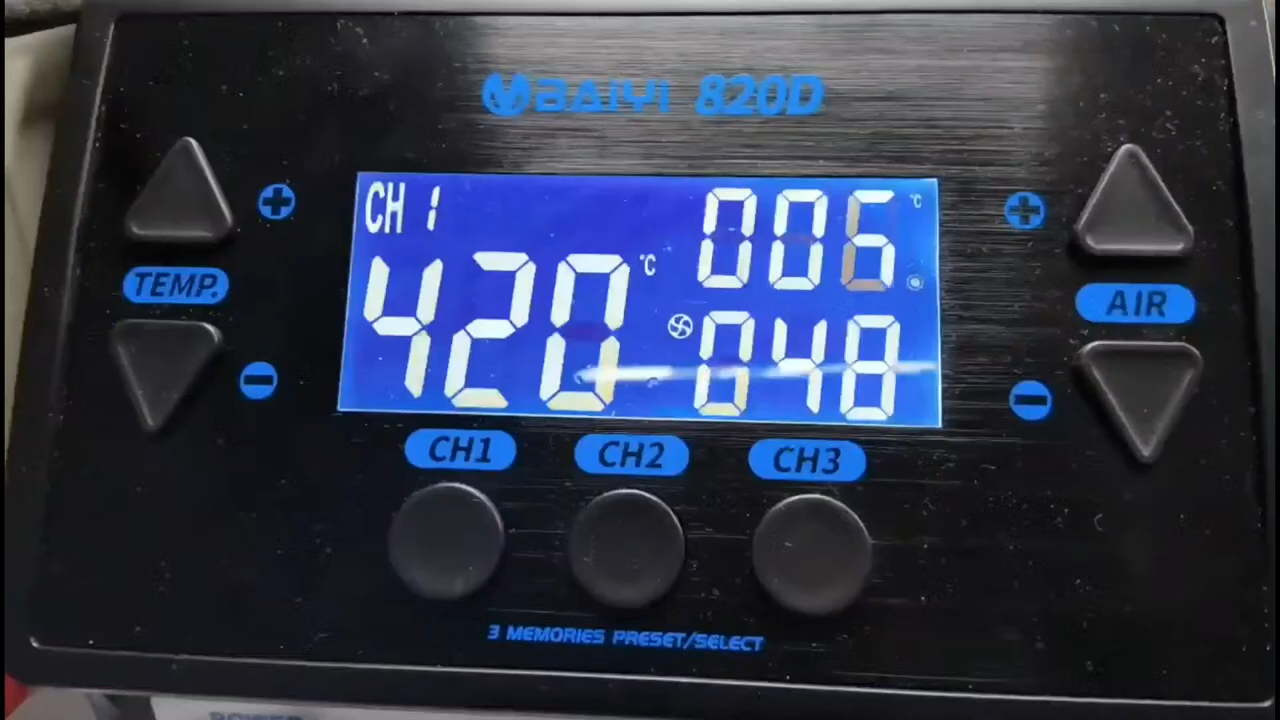 BAIYI 820D
CH 1
006 °C
420 °C
048
TEMP.
AIR
CH1 CH2 CH3
3 MEMORIES PRESET/SELECT